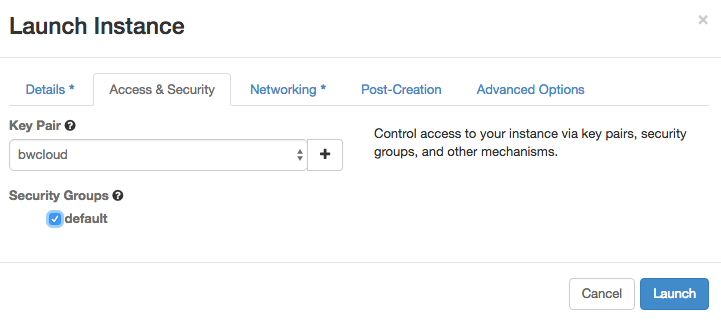 Launch Instance
×
Details *
Access & Security
Networking *
Post-Creation
Advanced Options
Key Pair ?
bwcloud
+
Control access to your instance via key pairs, security
groups, and other mechanisms.
Security Groups ?
default
Cancel
Launch